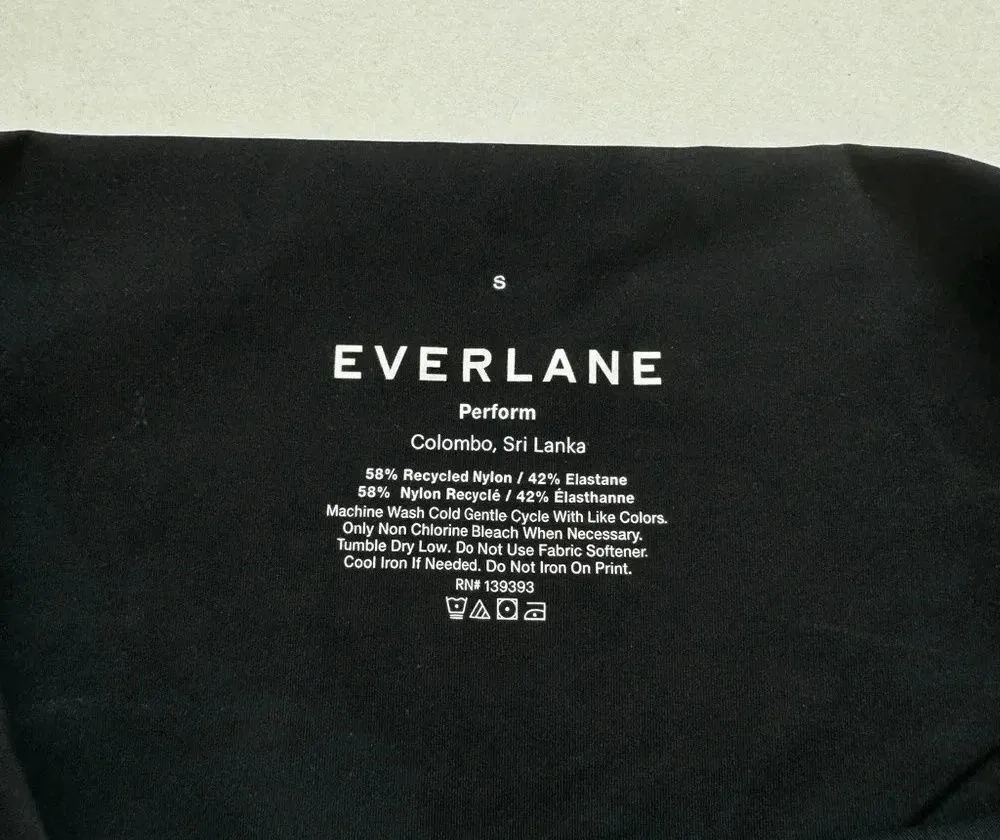 S
EVERLANE
Perform
Colombo, Sri Lanka
58% Recycled Nylon / 42% Elastane
58% Nylon Recyclé / 42% Élasthanne
Machine Wash Cold Gentle Cycle With Like Colors.
Only Non Chlorine Bleach When Necessary.
Tumble Dry Low. Do Not Use Fabric Softener.
Cool Iron If Needed. Do Not Iron On Print.
RN# 139393